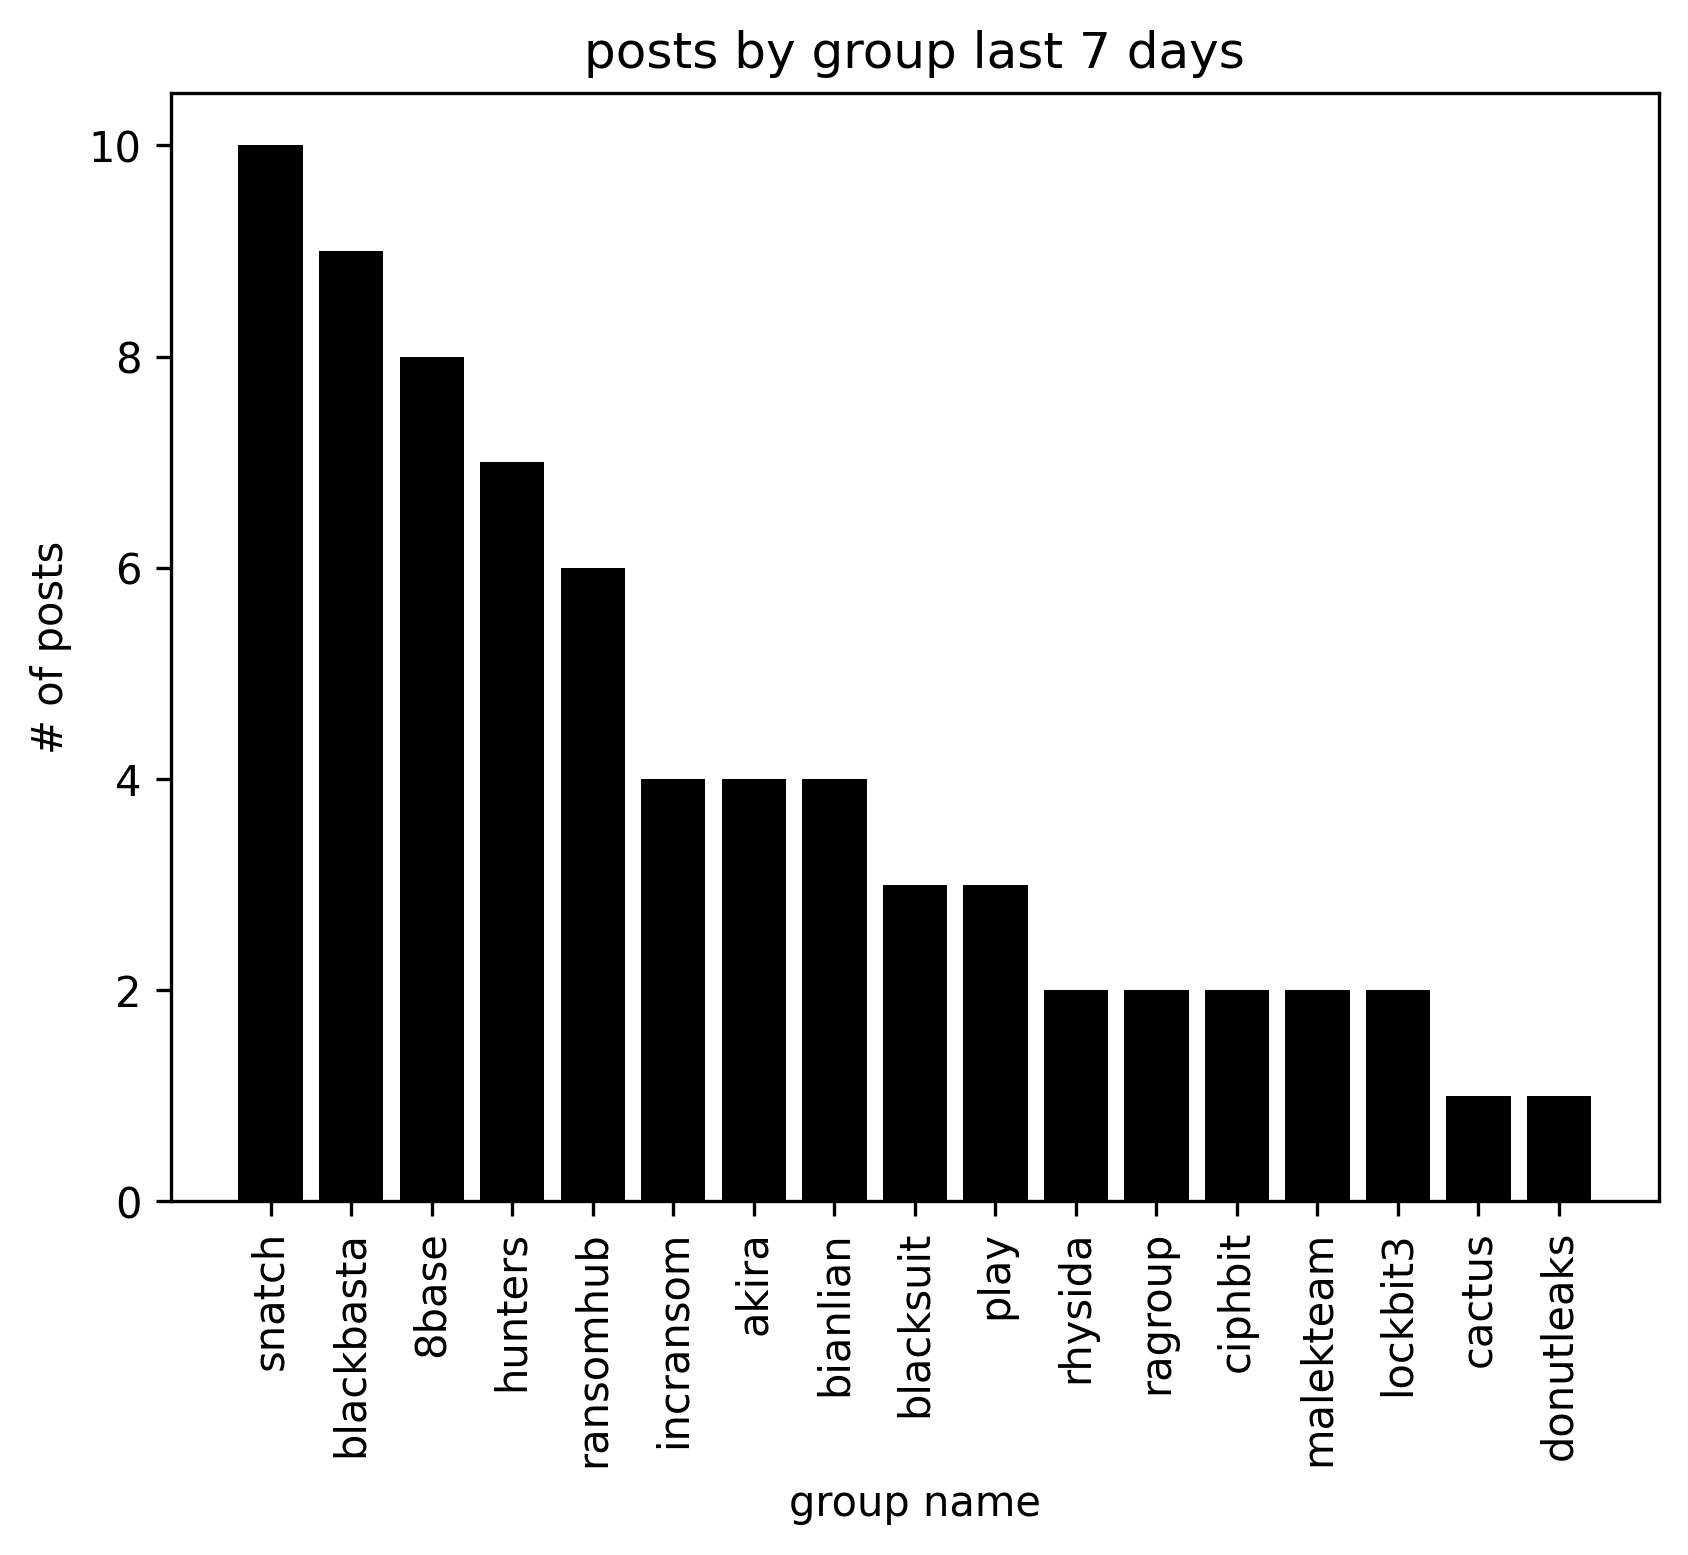 posts by group last 7 days
# of posts
10
8
6
4
2
0
snatch
blackbasta
8base
hunters
ransomhub
incransom
akira
bianlian
blacksuit
play
rhysida
ragroup
ciphbit
malekteam
lockbit3
cactus
donutleaks
group name